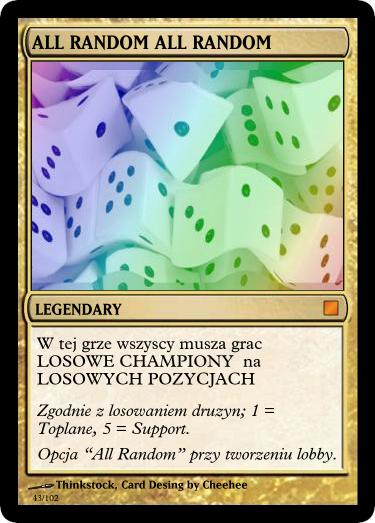 ALL RANDOM ALL RANDOM
LEGENDARY
W tej grze wszyscy musza grac
LOSOWE CHAMPIONY na
LOSOWYCH POZYCJACH
Zgodnie z losowaniem druzyn; 1 =
Toplane, 5 = Support.
Opcja “All Random” przy tworzeniu lobby.
Thinkstock, Card Desing by Cheehee
43/102